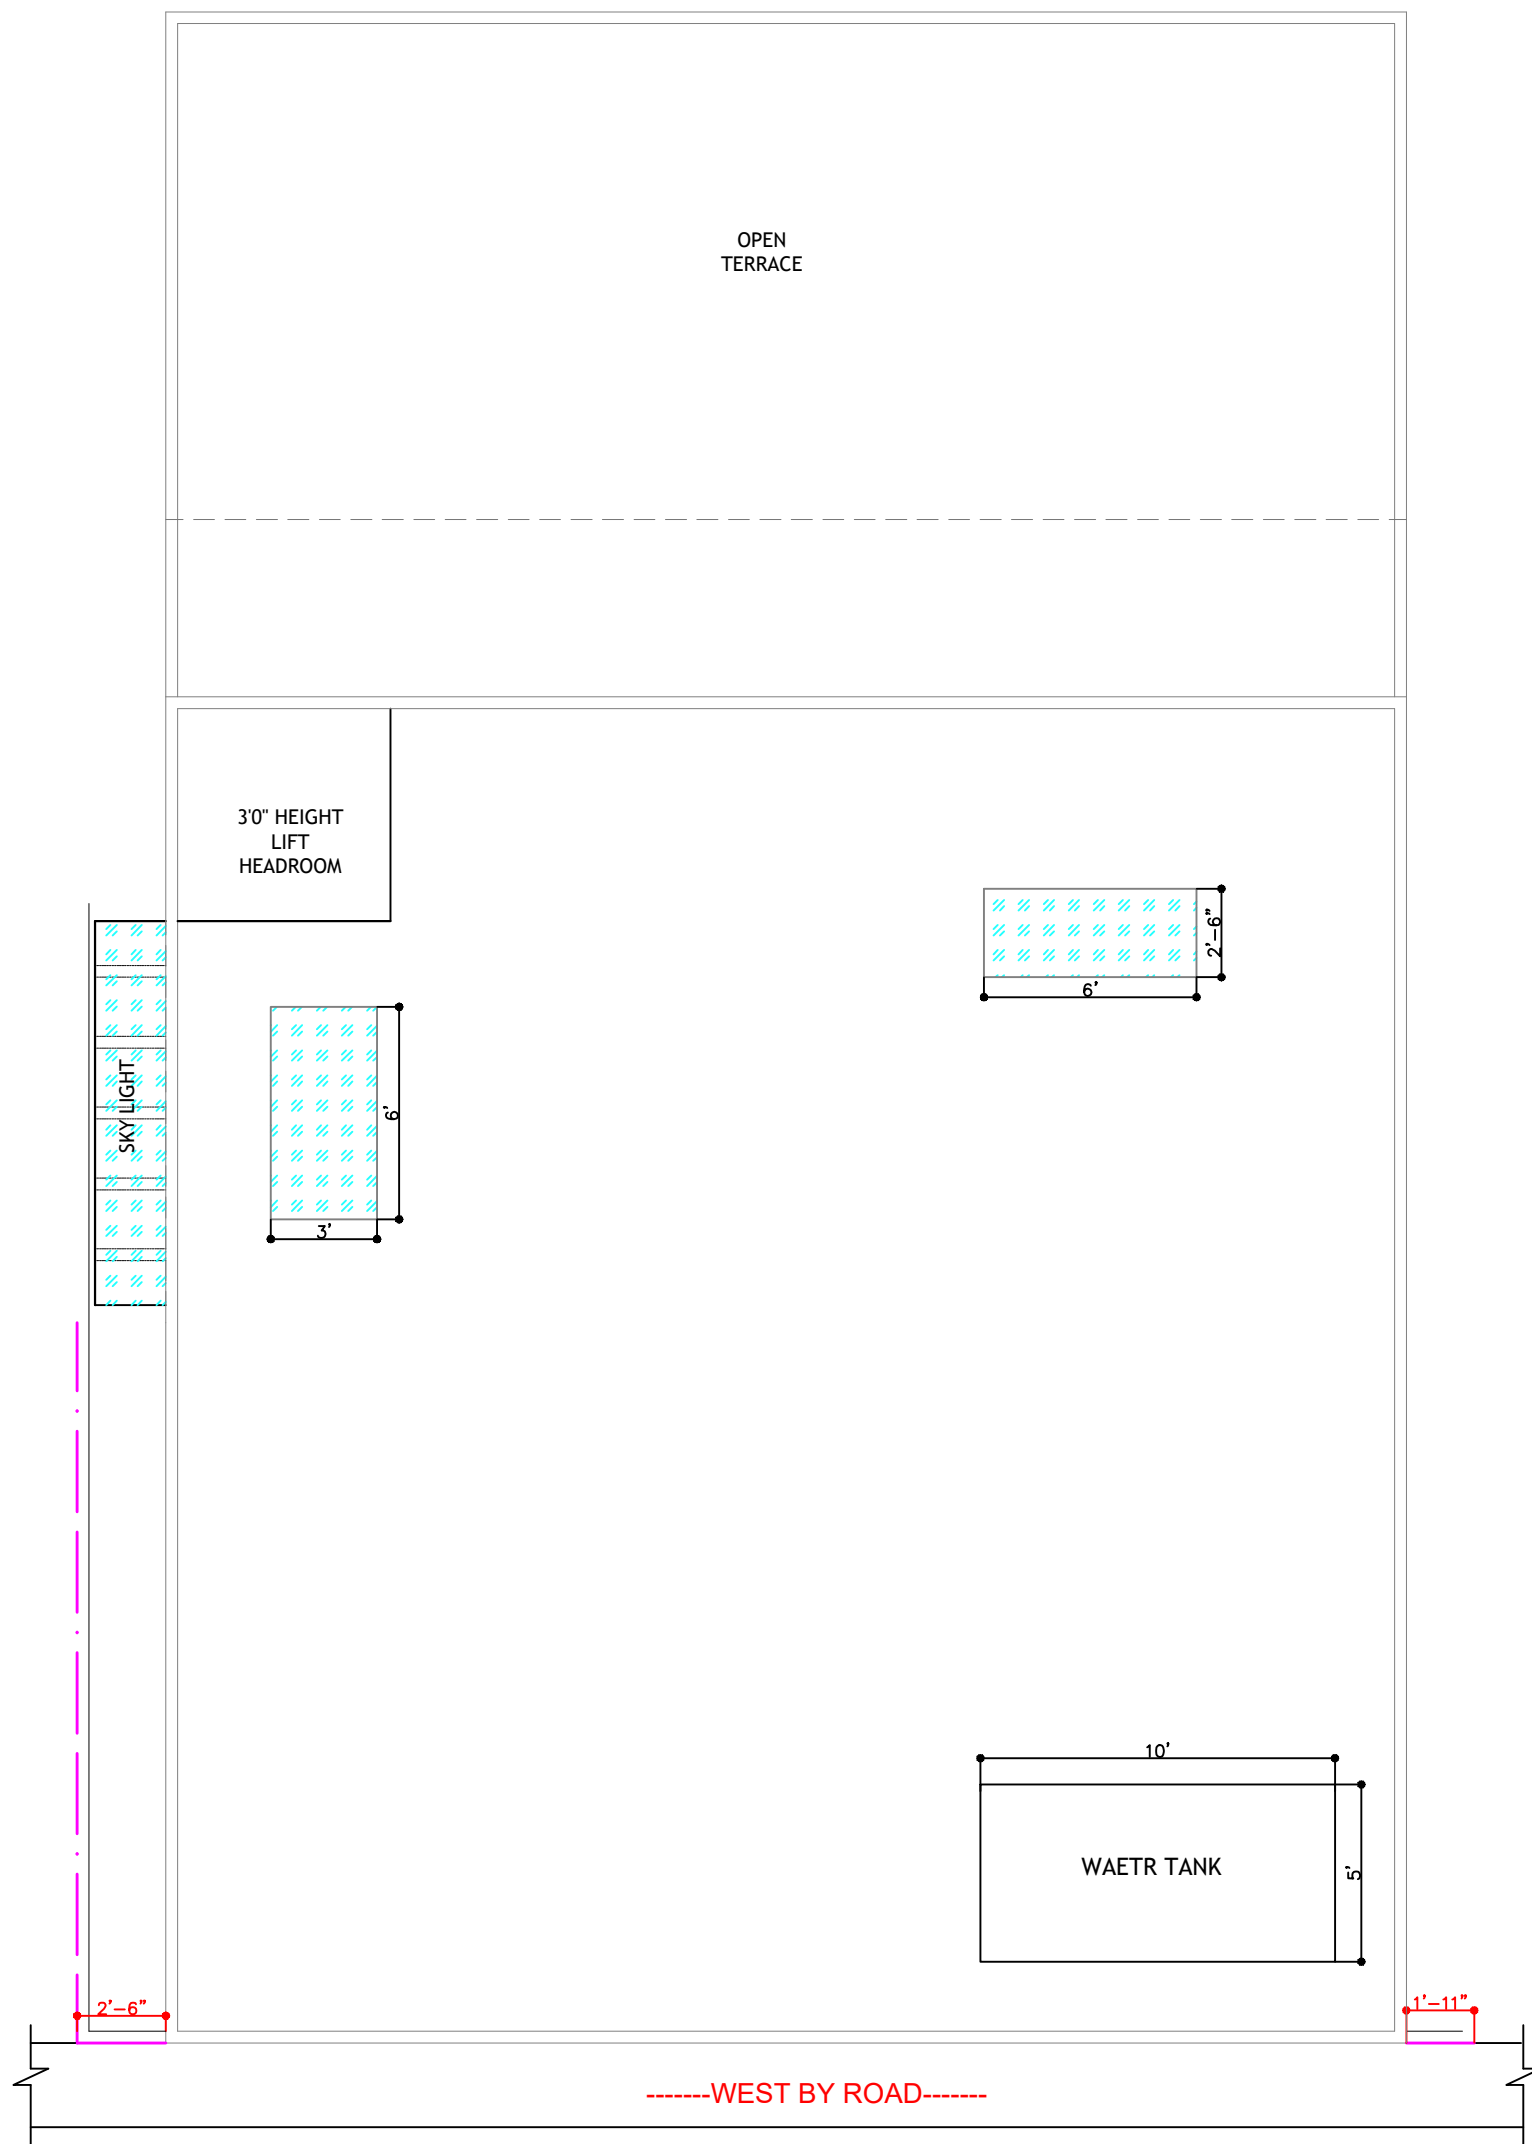 OPEN
TERRACE
3'0" HEIGHT
LIFT
HEADROOM
2'-6"
6'
SKY LIGHT
6'
3'
10'
WAETR TANK
5'
2'-6"
1'-11"
-------WEST BY ROAD-------